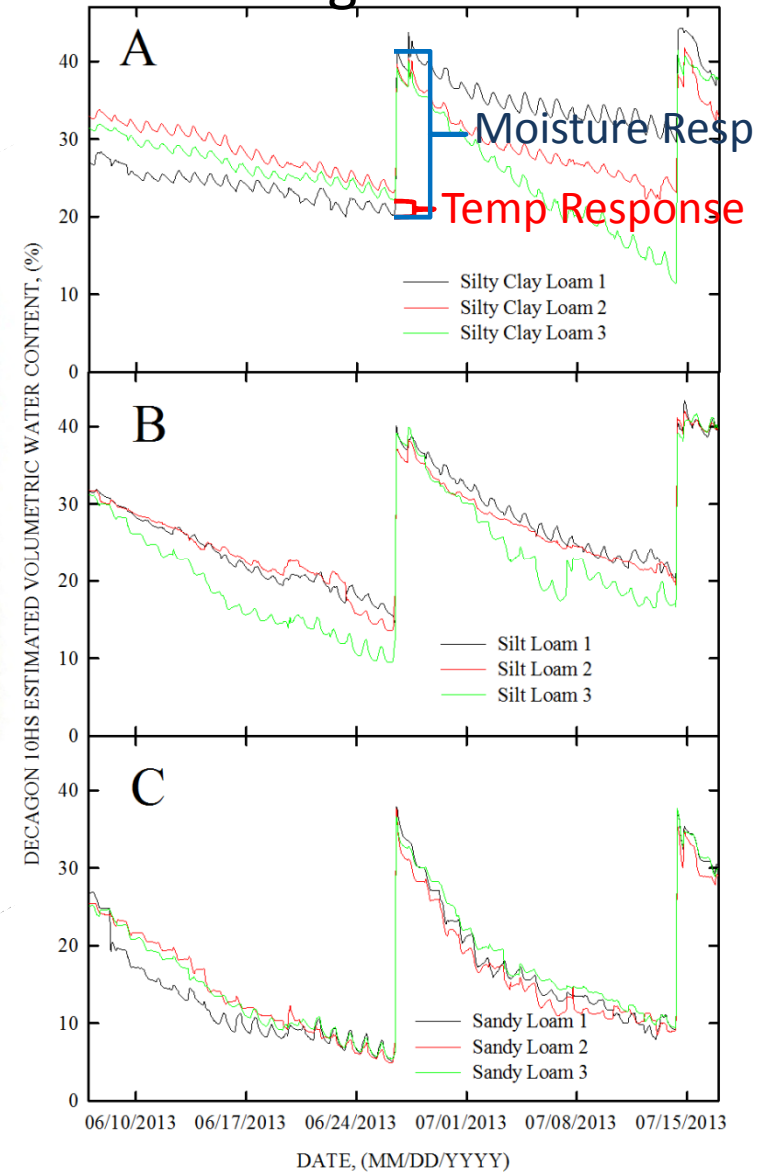 A
40
30
20
10
0
Moisture Resp
Temp Response
Silty Clay Loam 1
Silty Clay Loam 2
Silty Clay Loam 3
B
40
30
20
10
0
Silt Loam 1
Silt Loam 2
Silt Loam 3
C
40
30
20
10
0
Sandy Loam 1
Sandy Loam 2
Sandy Loam 3
DECAGON 10HS ESTIMATED VOLUMETRIC WATER CONTENT, (%)
06/10/2013 06/17/2013 06/24/2013 07/01/2013 07/08/2013 07/15/2013
DATE, (MM/DD/YYYY)